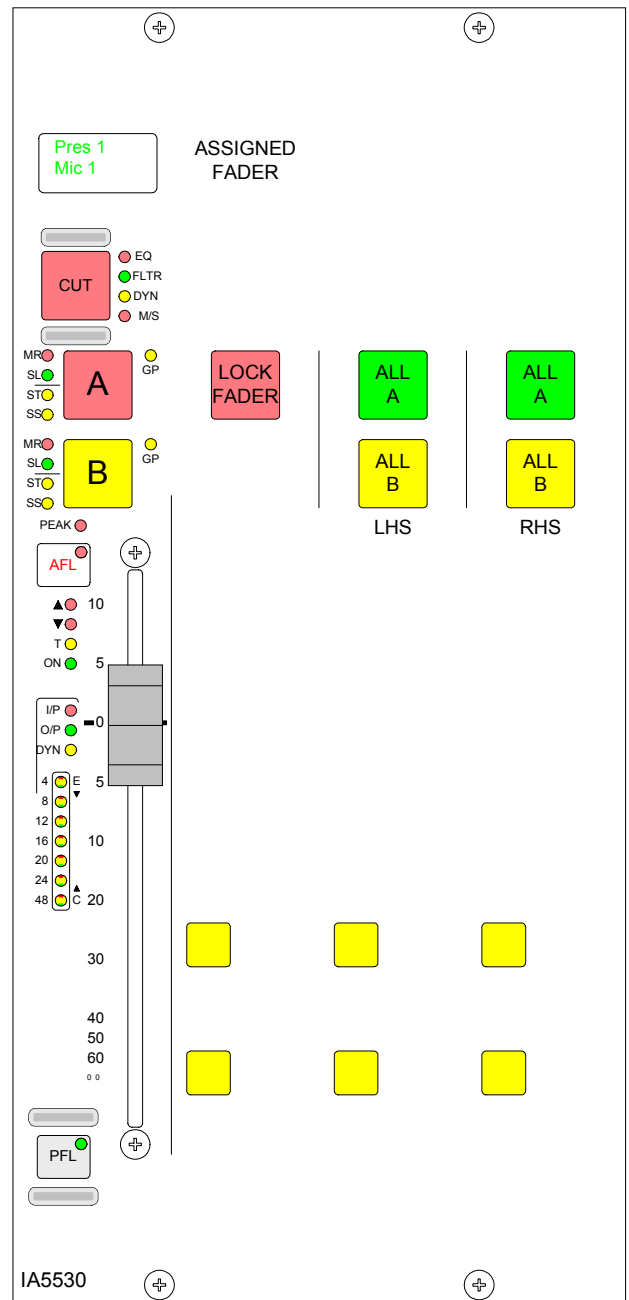 Pres 1
Mic 1
ASSIGNED
FADER
CUT
EQ
FLTR
DYN
M/S
MR
SL
ST
SS
A
GP
LOCK
FADER
ALL
A
ALL
A
MR
SL
ST
SS
B
GP
ALL
B
ALL
B
LHS
RHS
PEAK
AFL
T
ON
10
5
0
5
10
20
30
40
50
60
0 0
I/P
O/P
DYN
4 E
8
12
16
20
24
48 C
PFL
IA5530